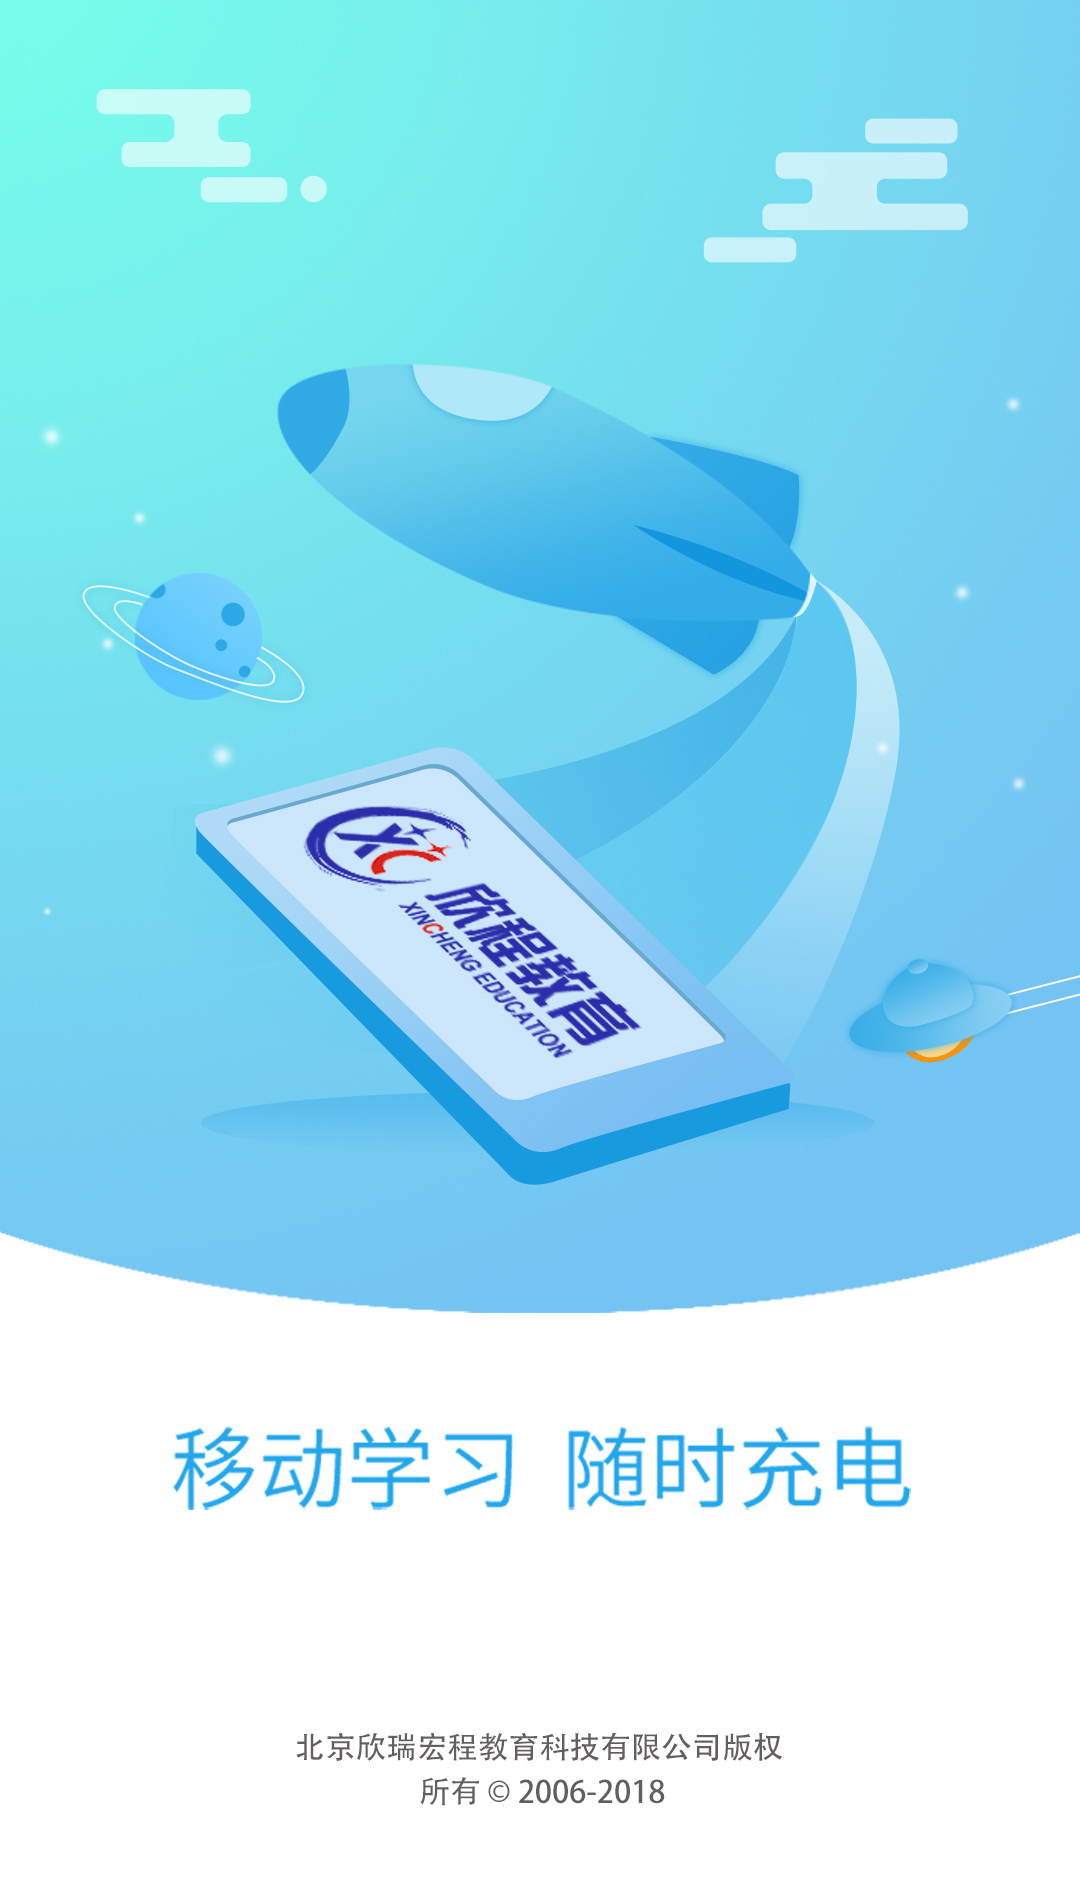 XC
欣程教育
XINCHENG EDUCATION
移动学习 随时充电
北京欣瑞宏程教育科技有限公司版权
所有 © 2006-2018